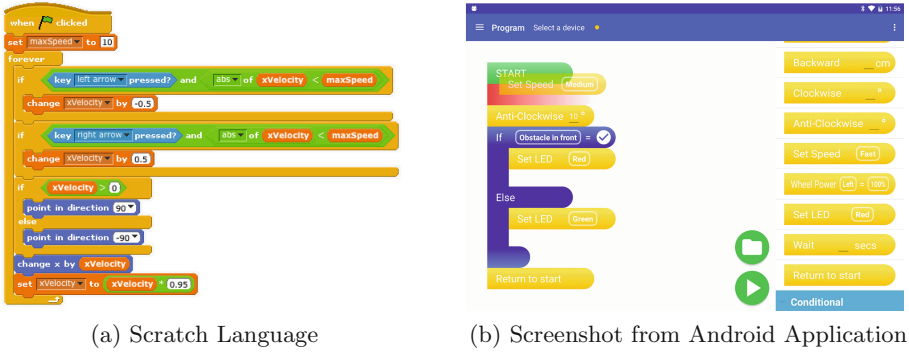 when clicked
set maxSpeed to 10
forever
if key left arrow pressed? and abs of xVelocity < maxSpeed
change xVelocity by -0.5
if key right arrow pressed? and abs of xVelocity < maxSpeed
change xVelocity by 0.5
if xVelocity > 0
point in direction 90
else
point in direction -90
change x by xVelocity
set xVelocity to xVelocity * 0.95
(a) Scratch Language
11:56
Program Select a device
START
Set Speed Medium
Anti-Clockwise 10 °
If Obstacle in front =
Set LED Red
Else
Set LED Green
Return to start
Backward __ cm
Clockwise __ °
Anti-Clockwise __ °
Set Speed Fast
Wheel Power Left = 100%
Set LED Red
Wait __ secs
Return to start
Conditional
(b) Screenshot from Android Application